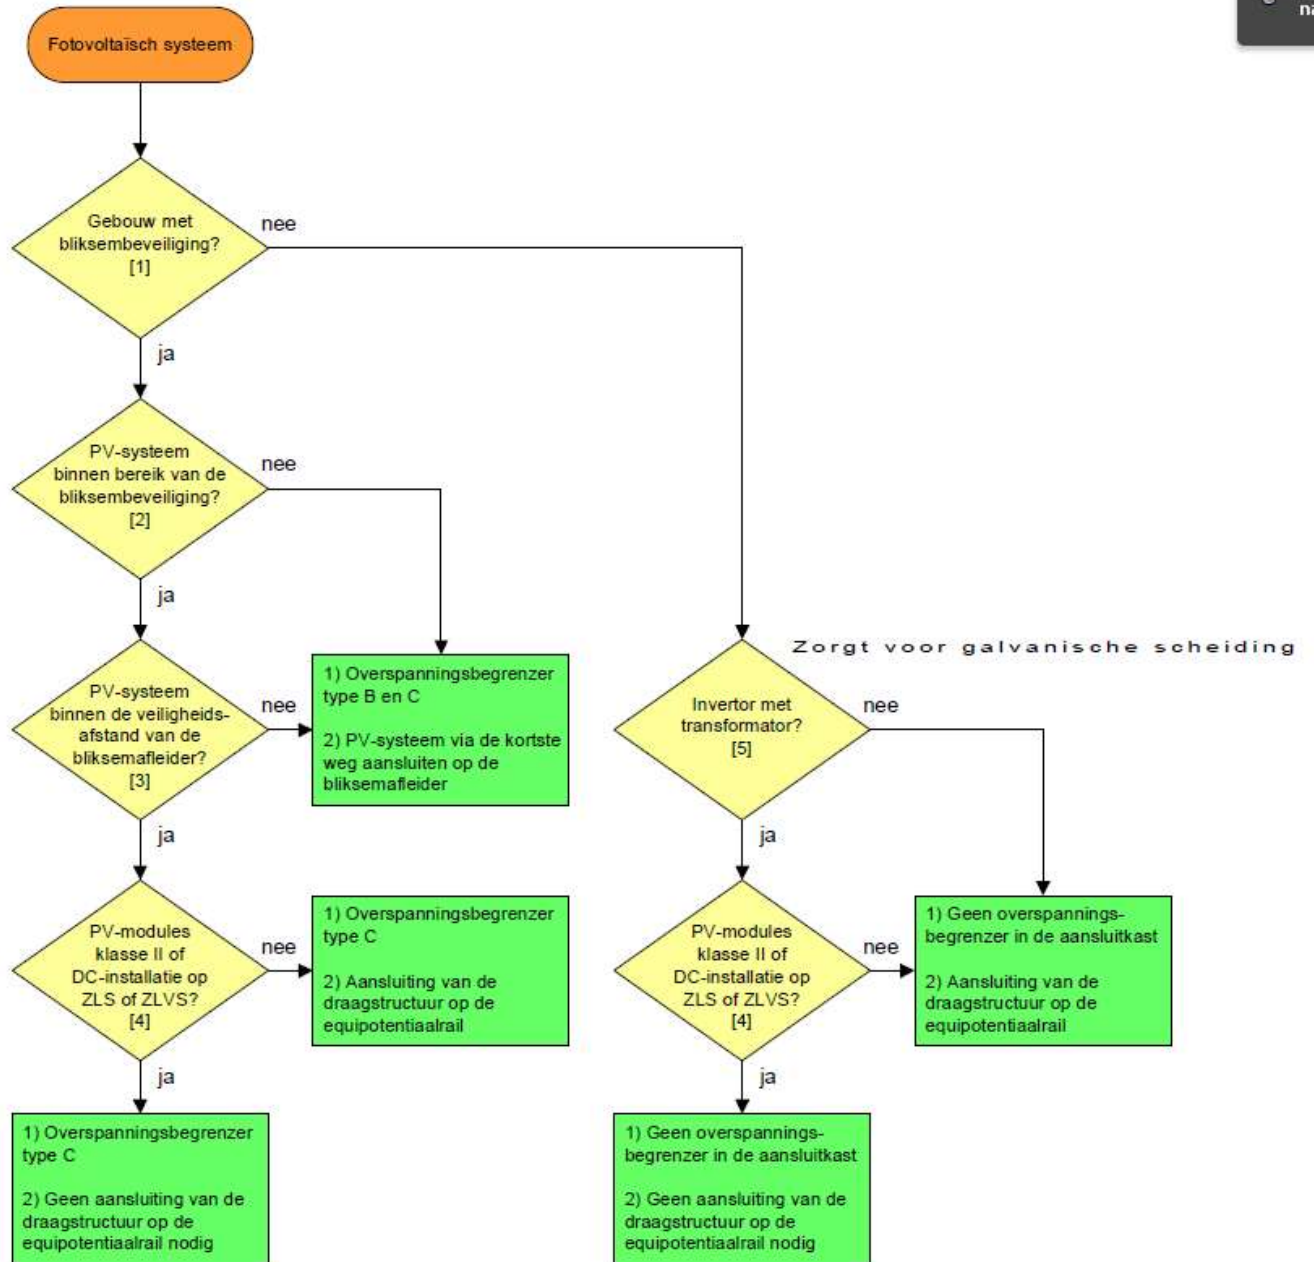 na
Fotovoltaïsch systeem
Gebouw met
bliksembeveiliging?
[1]
nee
ja
PV-systeem
binnen bereik van de
bliksembeveiliging?
[2]
nee
ja
Zorgt voor galvanische scheiding
PV-systeem
binnen de veiligheids-
afstand van de
bliksemafleider?
[3]
nee
ja
1) Overspanningsbegrenzer
type B en C
2) PV-systeem via de kortste
weg aansluiten op de
bliksemafleider
Invertor met
transformator?
[5]
nee
ja
PV-modules
klasse II of
DC-installatie op
ZLS of ZLVS?
[4]
nee
ja
1) Overspanningsbegrenzer
type C
2) Aansluiting van de
draagstructuur op de
equipotentiaalrail
PV-modules
klasse II of
DC-installatie op
ZLS of ZLVS?
[4]
nee
ja
1) Geen overspannings-
begrenzer in de aansluitkast
2) Aansluiting van de
draagstructuur op de
equipotentiaalrail
1) Overspanningsbegrenzer
type C
2) Geen aansluiting van de
draagstructuur op de
equipotentiaalrail nodig
1) Geen overspannings-
begrenzer in de aansluitkast
2) Geen aansluiting van de
draagstructuur op de
equipotentiaalrail nodig